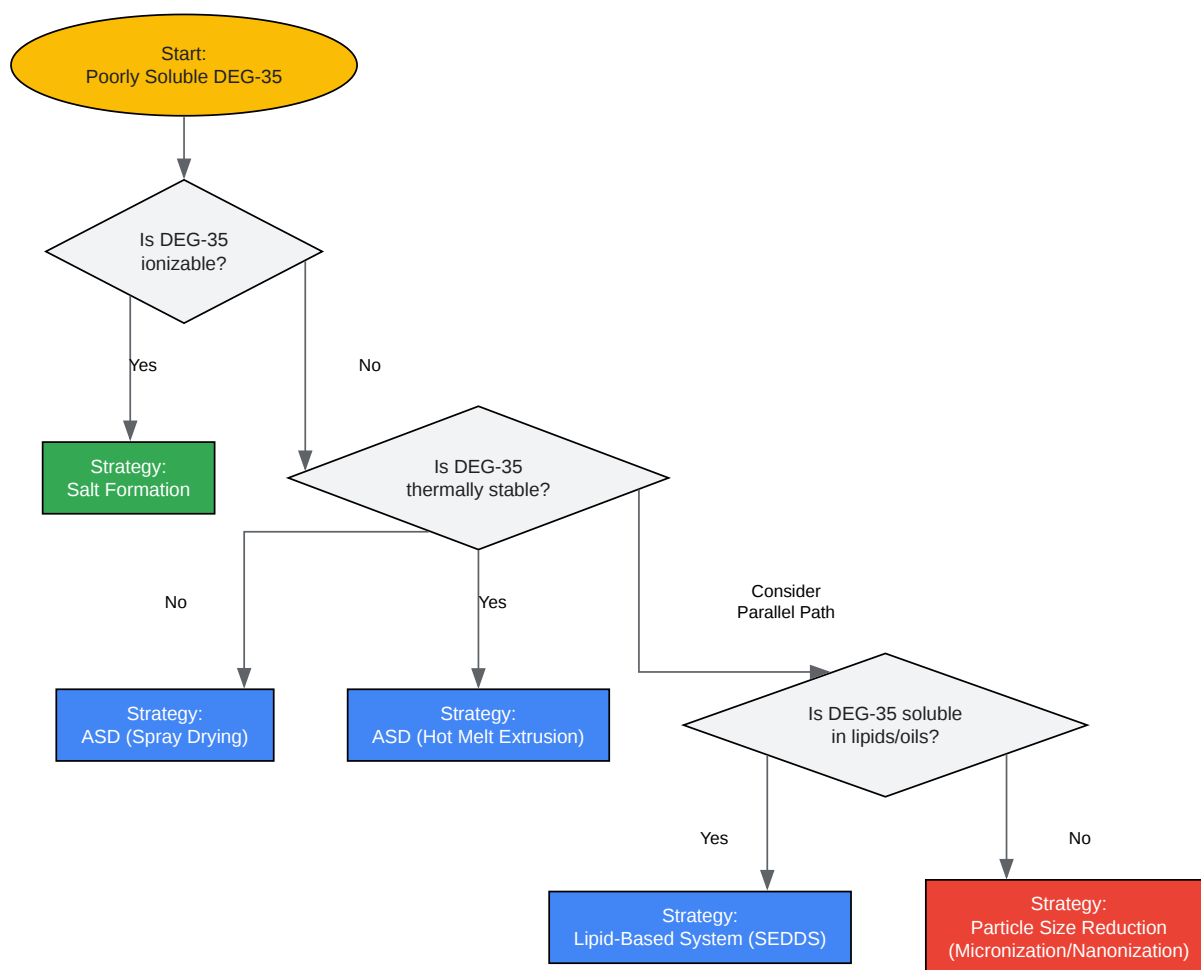 Start:
Poorly Soluble DEG-35
Is DEG-35
ionizable?
Yes
No
Strategy:
Salt Formation
Is DEG-35
thermally stable?
No
Yes
Consider
Parallel Path
Strategy:
ASD (Spray Drying)
Strategy:
ASD (Hot Melt Extrusion)
Is DEG-35 soluble
in lipids/oils?
Yes
No
Strategy:
Lipid-Based System (SEDDS)
Strategy:
Particle Size Reduction
(Micronization/Nanonization)